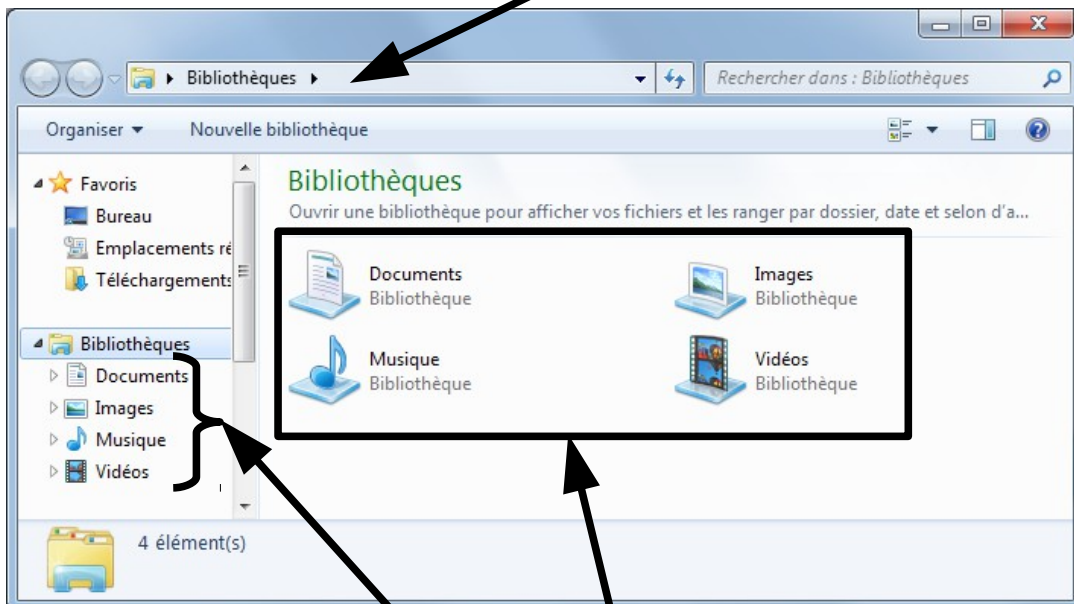 Bibliothèques
Rechercher dans : Bibliothèques
Organiser
Nouvelle bibliothèque
Favoris
Bureau
Emplacements ré
Téléchargements
Bibliothèques
Documents
Images
Musique
Vidéos
Bibliothèques
Ouvrir une bibliothèque pour afficher vos fichiers et les ranger par dossier, date et selon d'a...
Documents
Bibliothèque
Images
Bibliothèque
Musique
Bibliothèque
Vidéos
Bibliothèque
4 élément(s)